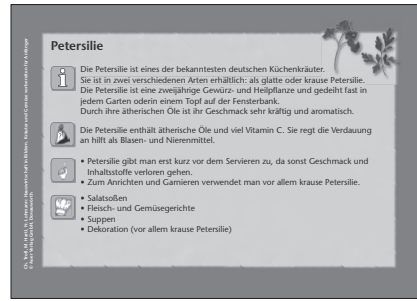 Petersilie
Die Petersilie ist eines der bekanntesten deutschen Küchenkräuter.
Sie ist in zwei verschiedenen Arten erhältlich: als glatte oder krause Petersilie.
Die Petersilie ist eine zweijährige Gewürz- und Heilpflanze und gedeiht fast in
jedem Garten oderin einem Topf auf der Fensterbank.
Durch ihre ätherischen Öle ist ihr Geschmack sehr kräftig und aromatisch.
Die Petersilie enthält ätherische Öle und viel Vitamin C. Sie regt die Verdauung
an hilft als Blasen- und Nierenmittel.
• Petersilie gibt man erst kurz vor dem Servieren zu, da sonst Geschmack und
Inhaltsstoffe verloren gehen.
• Zum Anrichten und Garnieren verwendet man vor allem krause Petersilie.
• Salatsoßen
• Fleisch- und Gemüsegerichte
• Suppen
• Dekoration (vor allem krause Petersilie)
© Auer Verlag GmbH, Donauwörth